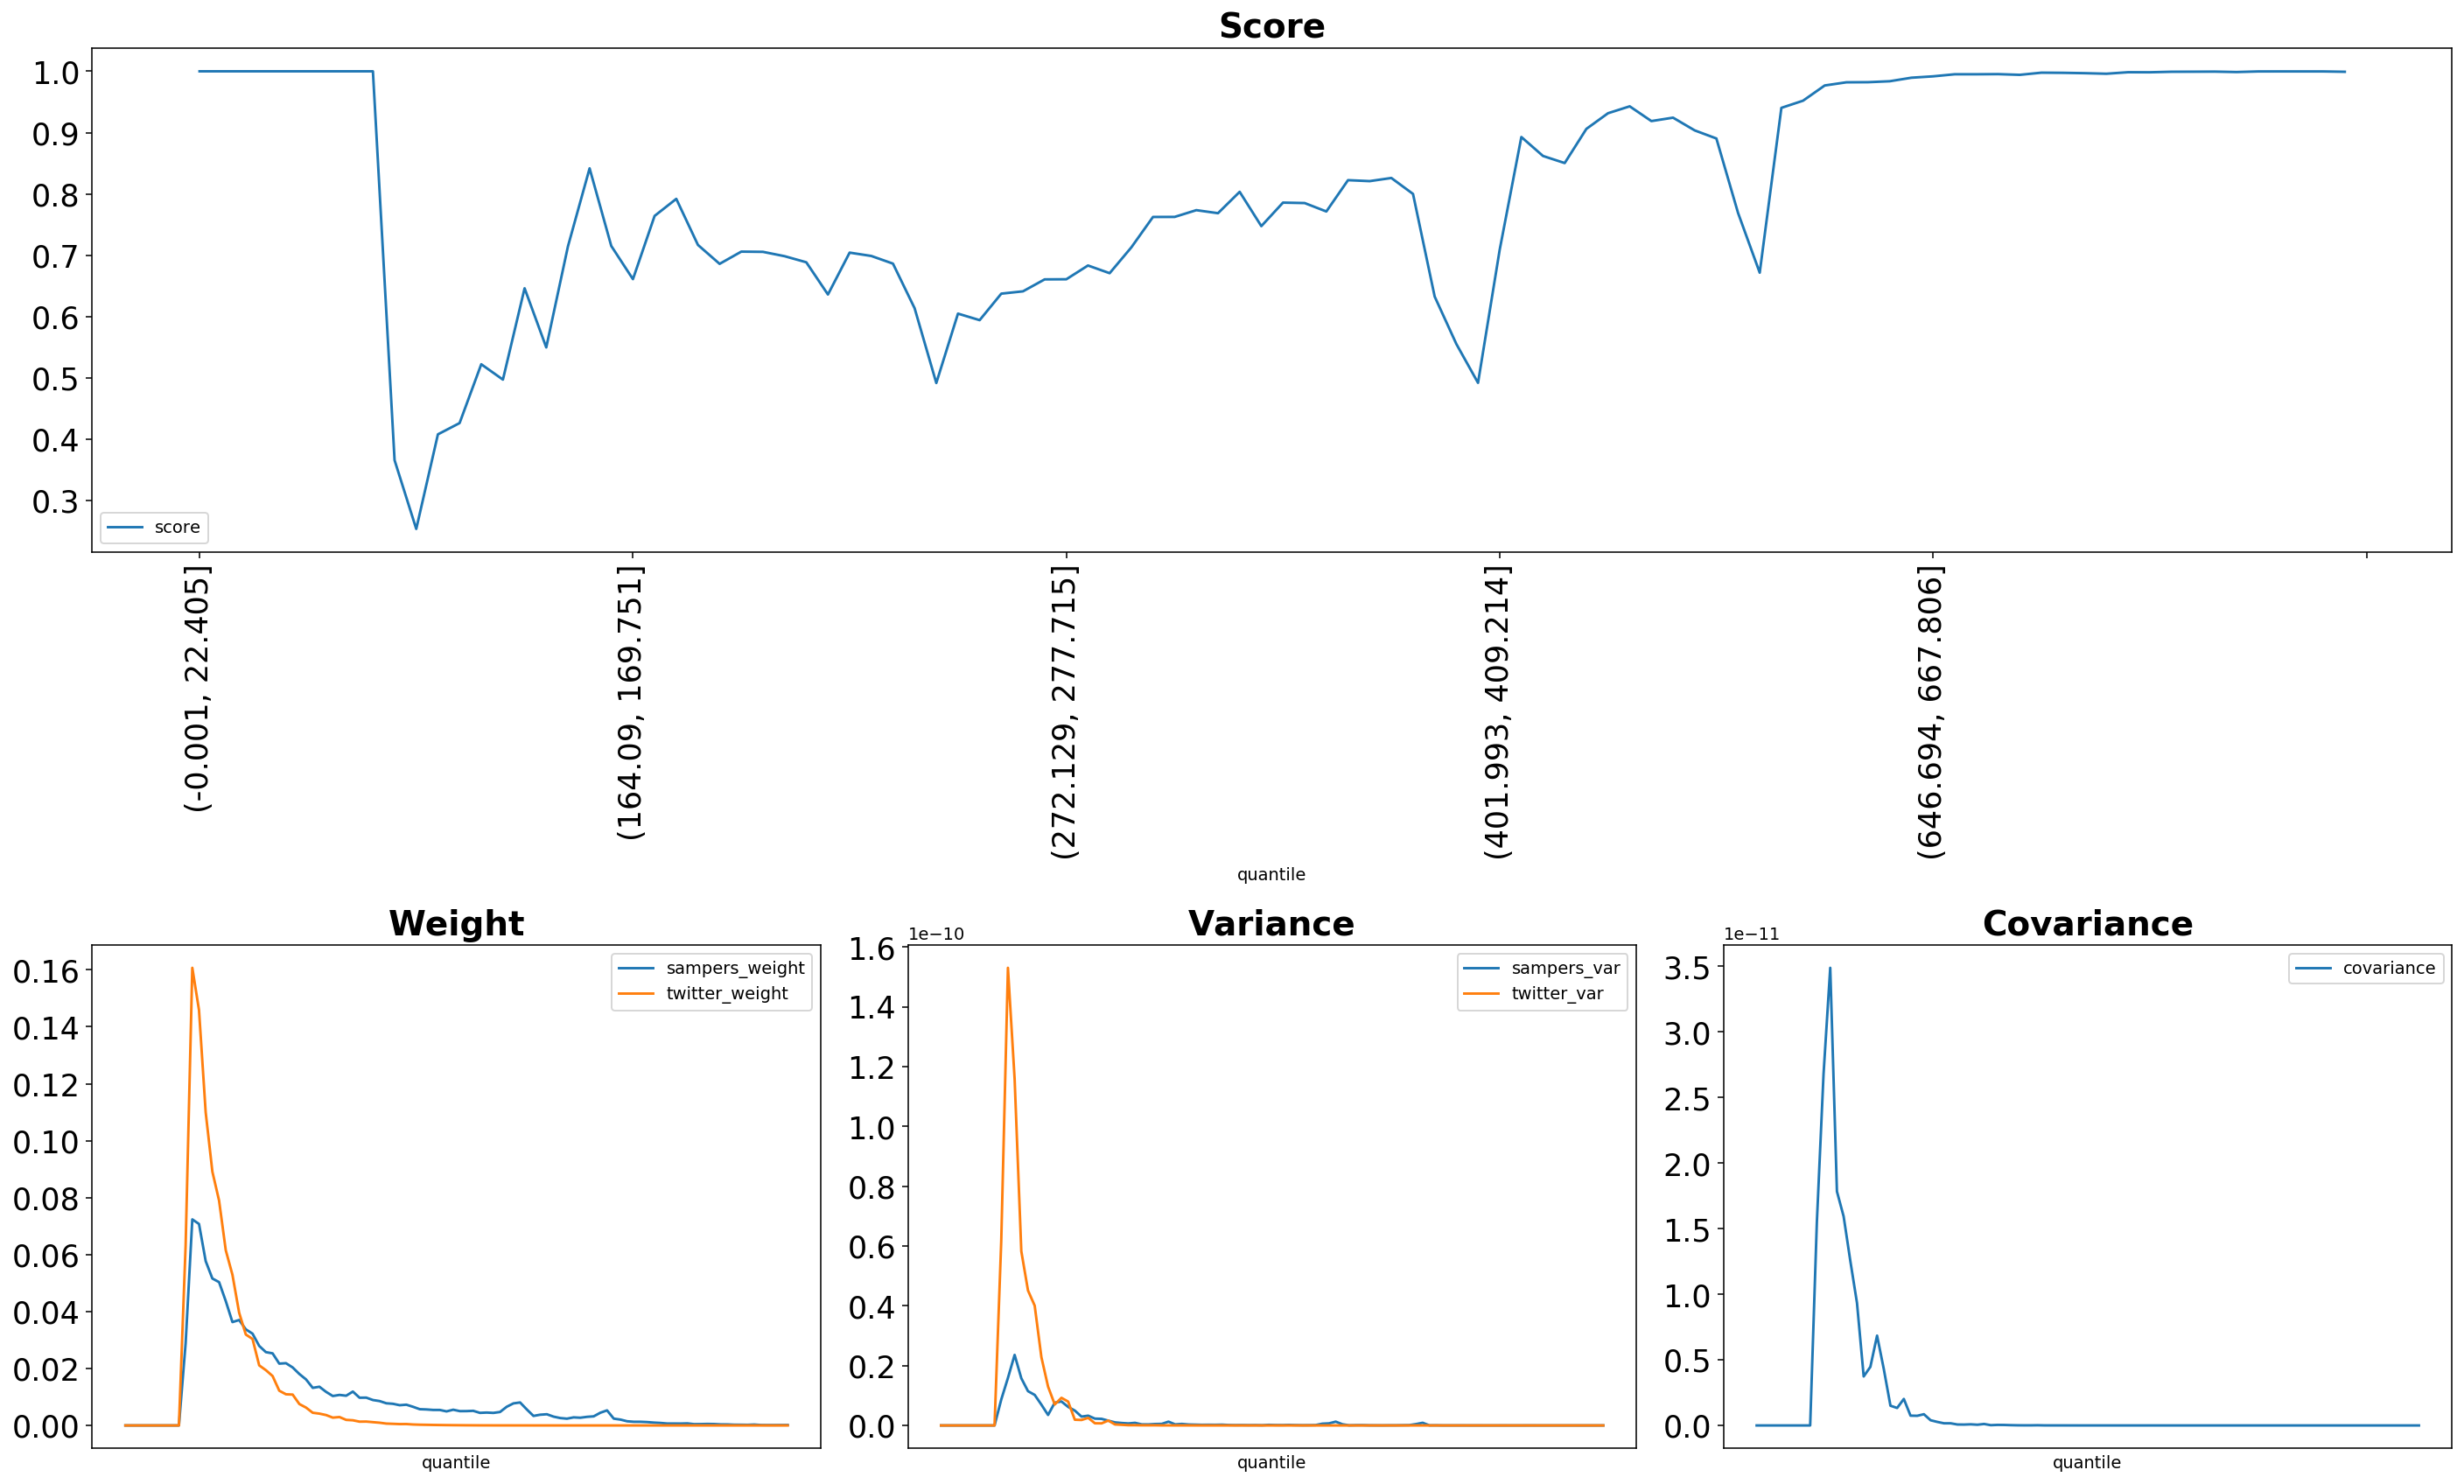 Score
1.0
0.9
0.8
0.7
0.6
0.5
0.4
0.3
score
(-0.001, 22.405]
(164.09, 169.751]
(272.129, 277.715]
(401.993, 409.214]
(646.694, 667.806]
quantile
Weight
0.16
0.14
0.12
0.10
0.08
0.06
0.04
0.02
0.00
sampers_weight
twitter_weight
quantile
Variance
1e−10
1.6
1.4
1.2
1.0
0.8
0.6
0.4
0.2
0.0
sampers_var
twitter_var
quantile
Covariance
1e−11
3.5
3.0
2.5
2.0
1.5
1.0
0.5
0.0
covariance
quantile